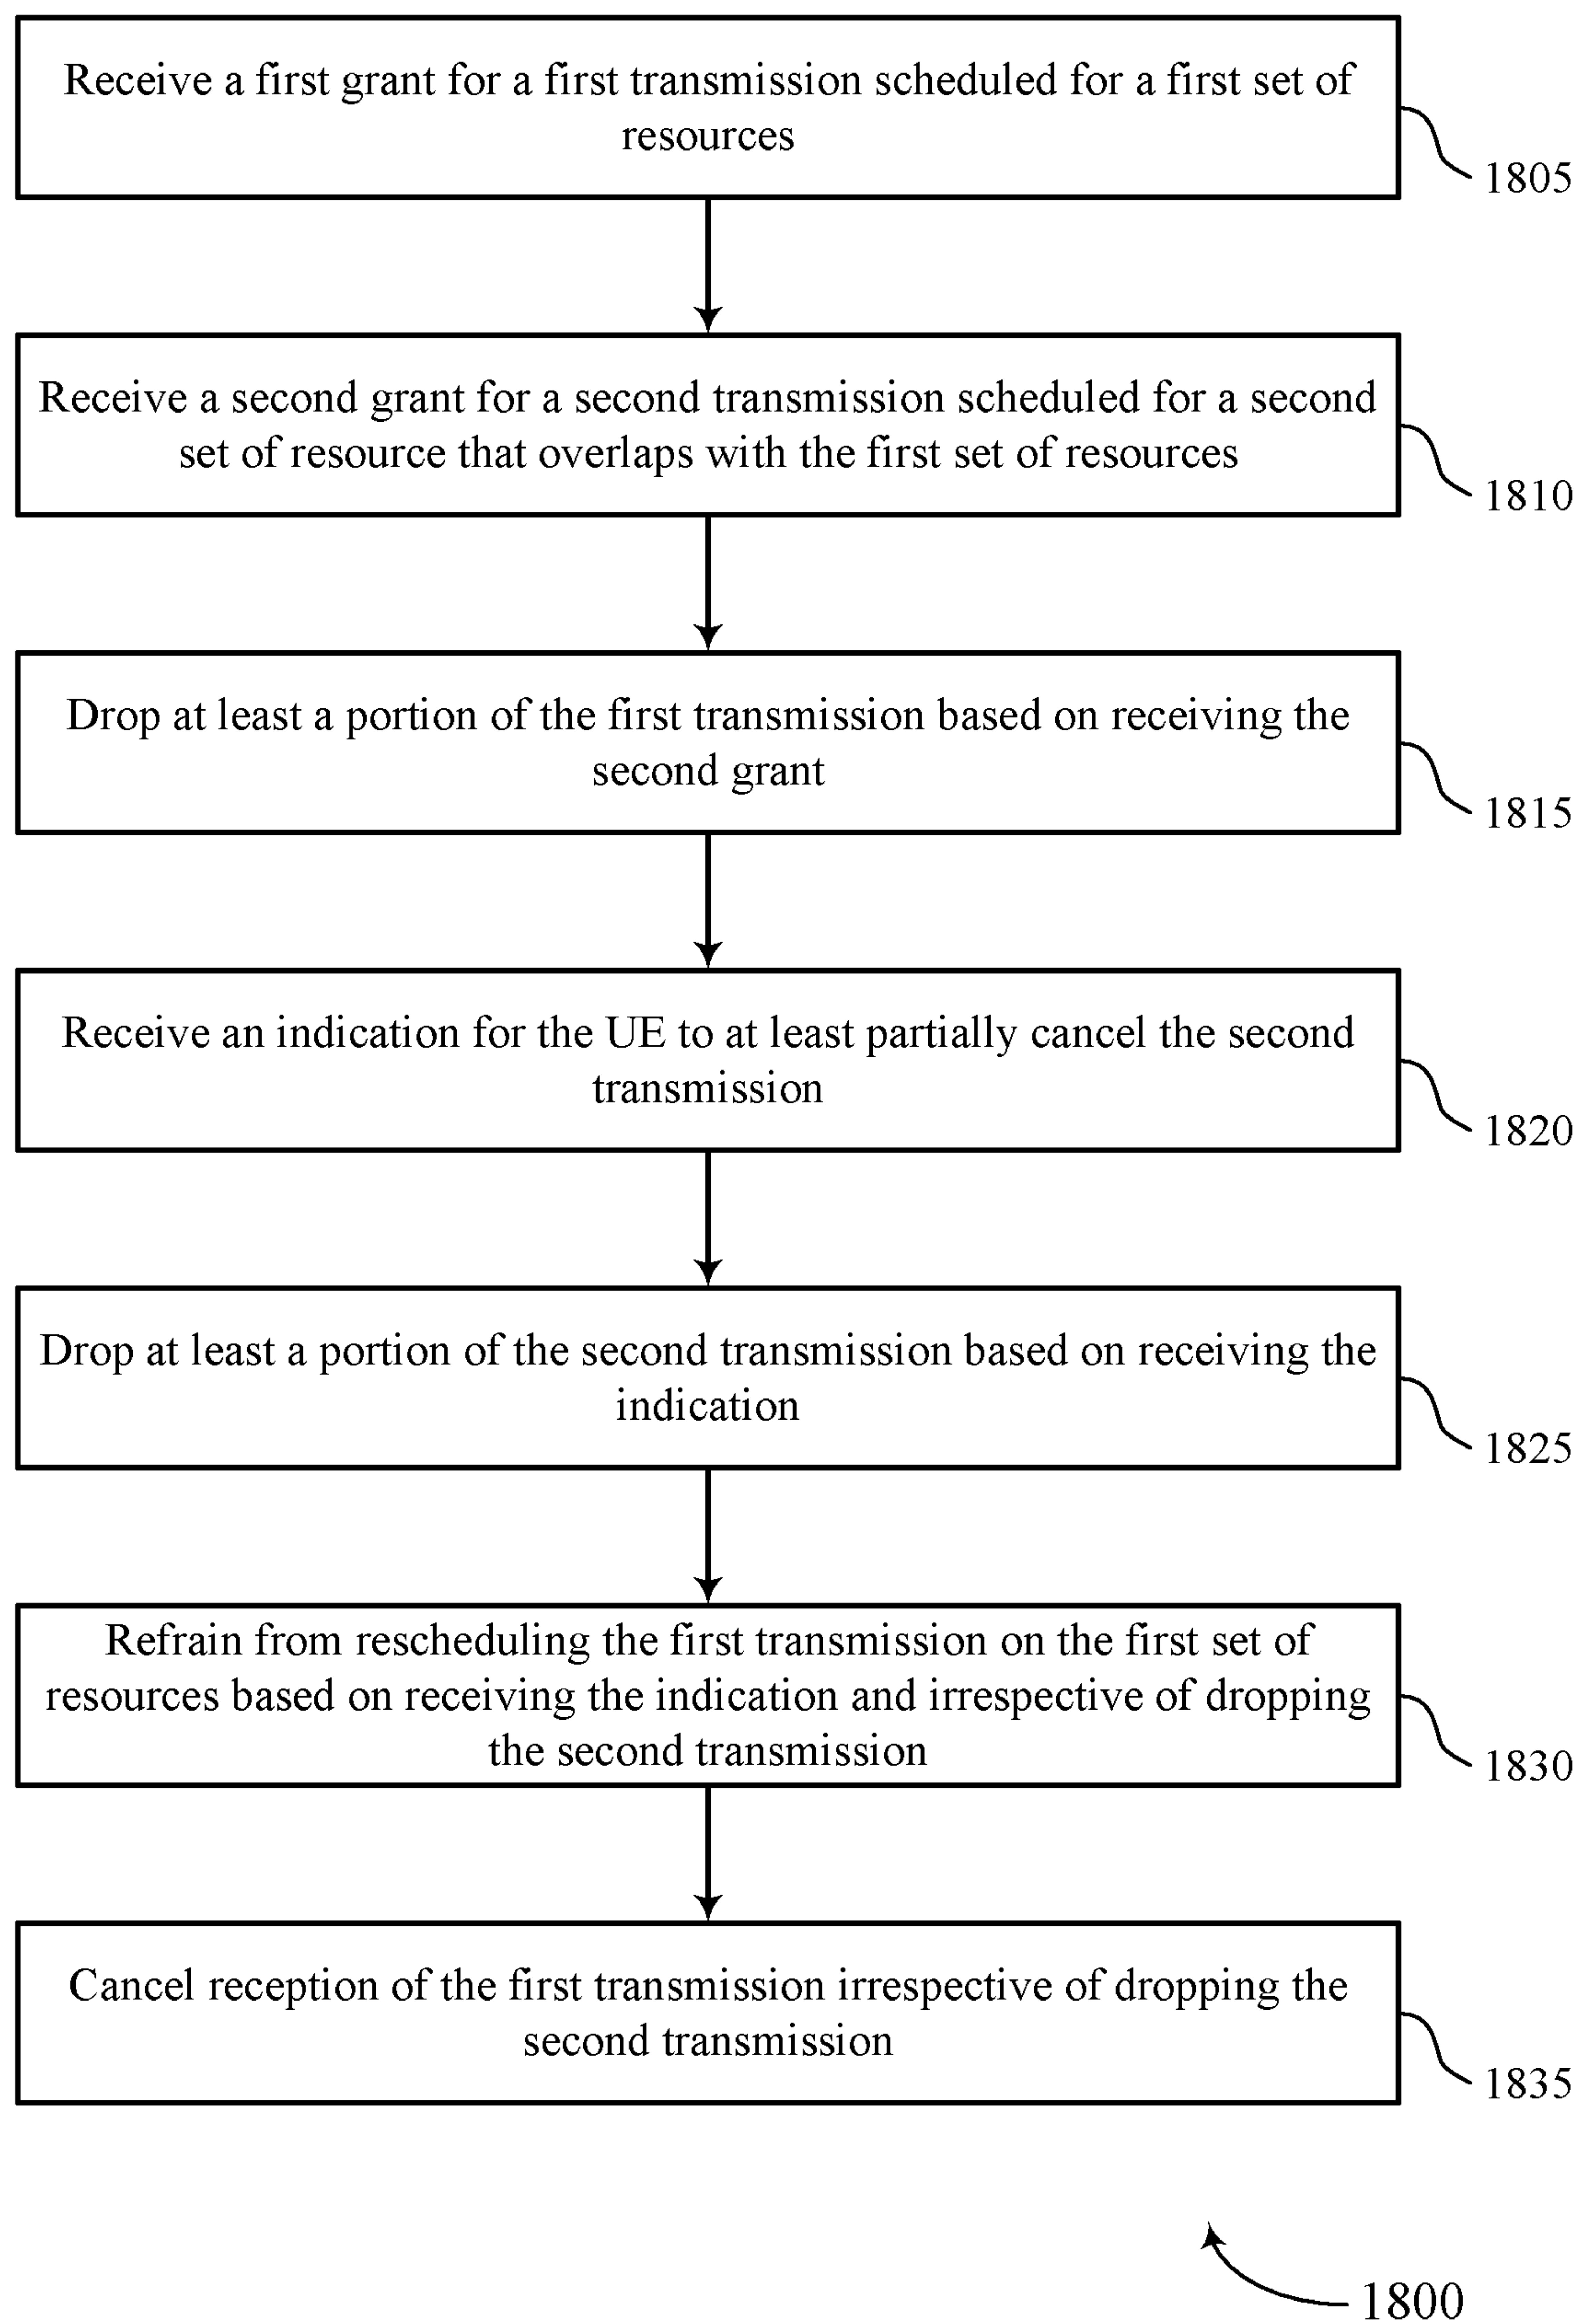 Receive a first grant for a first transmission scheduled for a first set of
resources
1805
Receive a second grant for a second transmission scheduled for a second
set of resource that overlaps with the first set of resources
1810
Drop at least a portion of the first transmission based on receiving the
second grant
1815
Receive an indication for the UE to at least partially cancel the second
transmission
1820
Drop at least a portion of the second transmission based on receiving the
indication
1825
Refrain from rescheduling the first transmission on the first set of
resources based on receiving the indication and irrespective of dropping
the second transmission
1830
Cancel reception of the first transmission irrespective of dropping the
second transmission
1835
1800